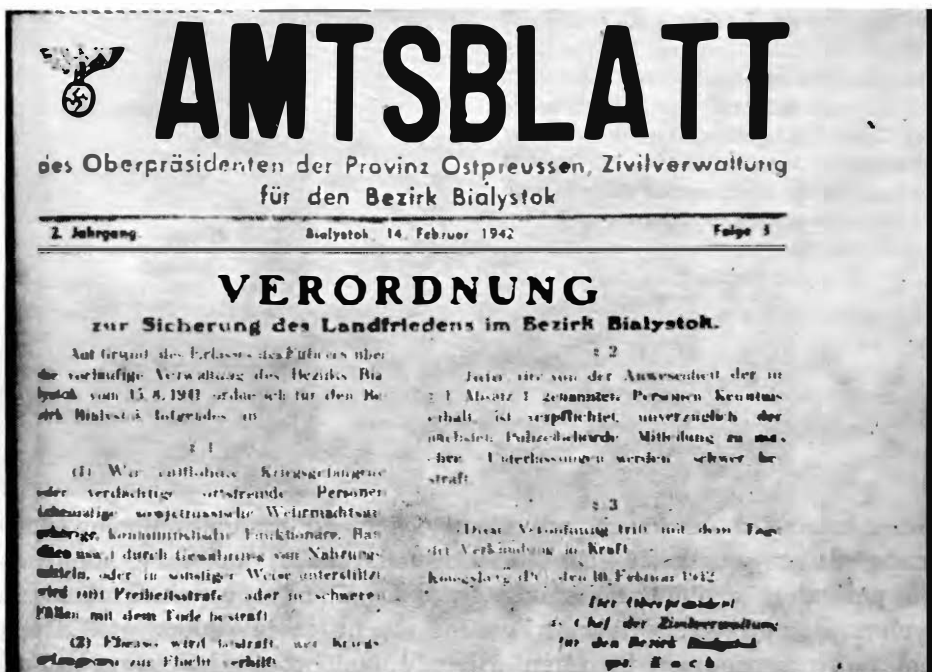 AMTSBLATT
des Oberpräsidenten der Provinz Ostpreussen, Zivilverwaltung
für den Bezirk Bialystok
2. Jahrgang
Bialystok, 14. Februar 1942
Folge 3
VERORDNUNG
zur Sicherung des Landfriedens im Bezirk Bialystok.
Auf Grund des Erlasses des Führers über
die vorläufige Verwaltung des Bezirks Bia
lystok vom 15. 8. 1941 ordne ich für den Be-
zirk Bialystok folgendes an
§ 1
(1) Wer entflohene Kriegsgefangene
oder verdächtige ortsfremde Personen
(ehemalige sowjetrussische Wehrmachtsan-
gehörige, kommunistische Funktionäre, Ban
diten usw.) durch Gewährung von Nahrungs-
mitteln, oder in sonstiger Weise unterstützt
wird mit Freiheitsstrafe oder in schweren
Fällen mit dem Tode bestraft
(2) Ebenso wird bestraft, wer Kriegs-
gefangenen zur Flucht verhilft
§ 2
Jeder, der von der Anwesenheit der in
§ 1 Absatz 1 genannten Personen Kenntnis
erhält, ist verpflichtet, unverzüglich der
nächsten Polizeibehörde Mitteilung zu ma-
chen. Unterlassungen werden schwer be-
straft
§ 3
Diese Verordnung tritt mit dem Tage
der Verkündung in Kraft
Königsberg (Pr), den 10. Februar 1942
Der Oberpräsident
als Chef der Zivilverwaltung
für den Bezirk Bialystok
gez. Koch